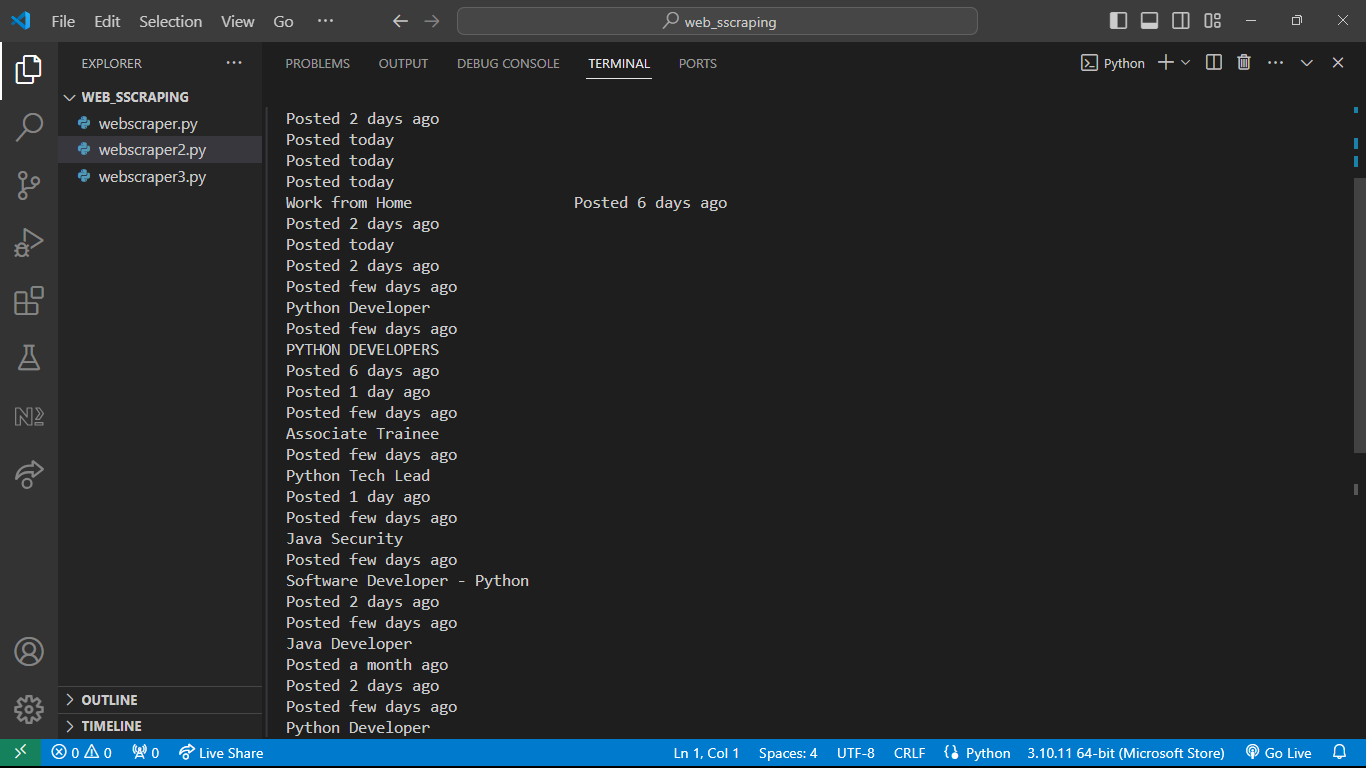 File Edit Selection View Go ···
web_sscraping
EXPLORER ···
WEB_SSCRAPING
webscraper.py
webscraper2.py
webscraper3.py
OUTLINE
TIMELINE
PROBLEMS OUTPUT DEBUG CONSOLE TERMINAL PORTS
Python
Posted 2 days ago
Posted today
Posted today
Posted today
Work from Home                Posted 6 days ago
Posted 2 days ago
Posted today
Posted 2 days ago
Posted few days ago
Python Developer
Posted few days ago
PYTHON DEVELOPERS
Posted 6 days ago
Posted 1 day ago
Posted few days ago
Associate Trainee
Posted few days ago
Python Tech Lead
Posted 1 day ago
Posted few days ago
Java Security
Posted few days ago
Software Developer - Python
Posted 2 days ago
Posted few days ago
Java Developer
Posted a month ago
Posted 2 days ago
Posted few days ago
Python Developer
0 0 0 Live Share Ln 1, Col 1 Spaces: 4 UTF-8 CRLF Python 3.10.11 64-bit (Microsoft Store) Go Live